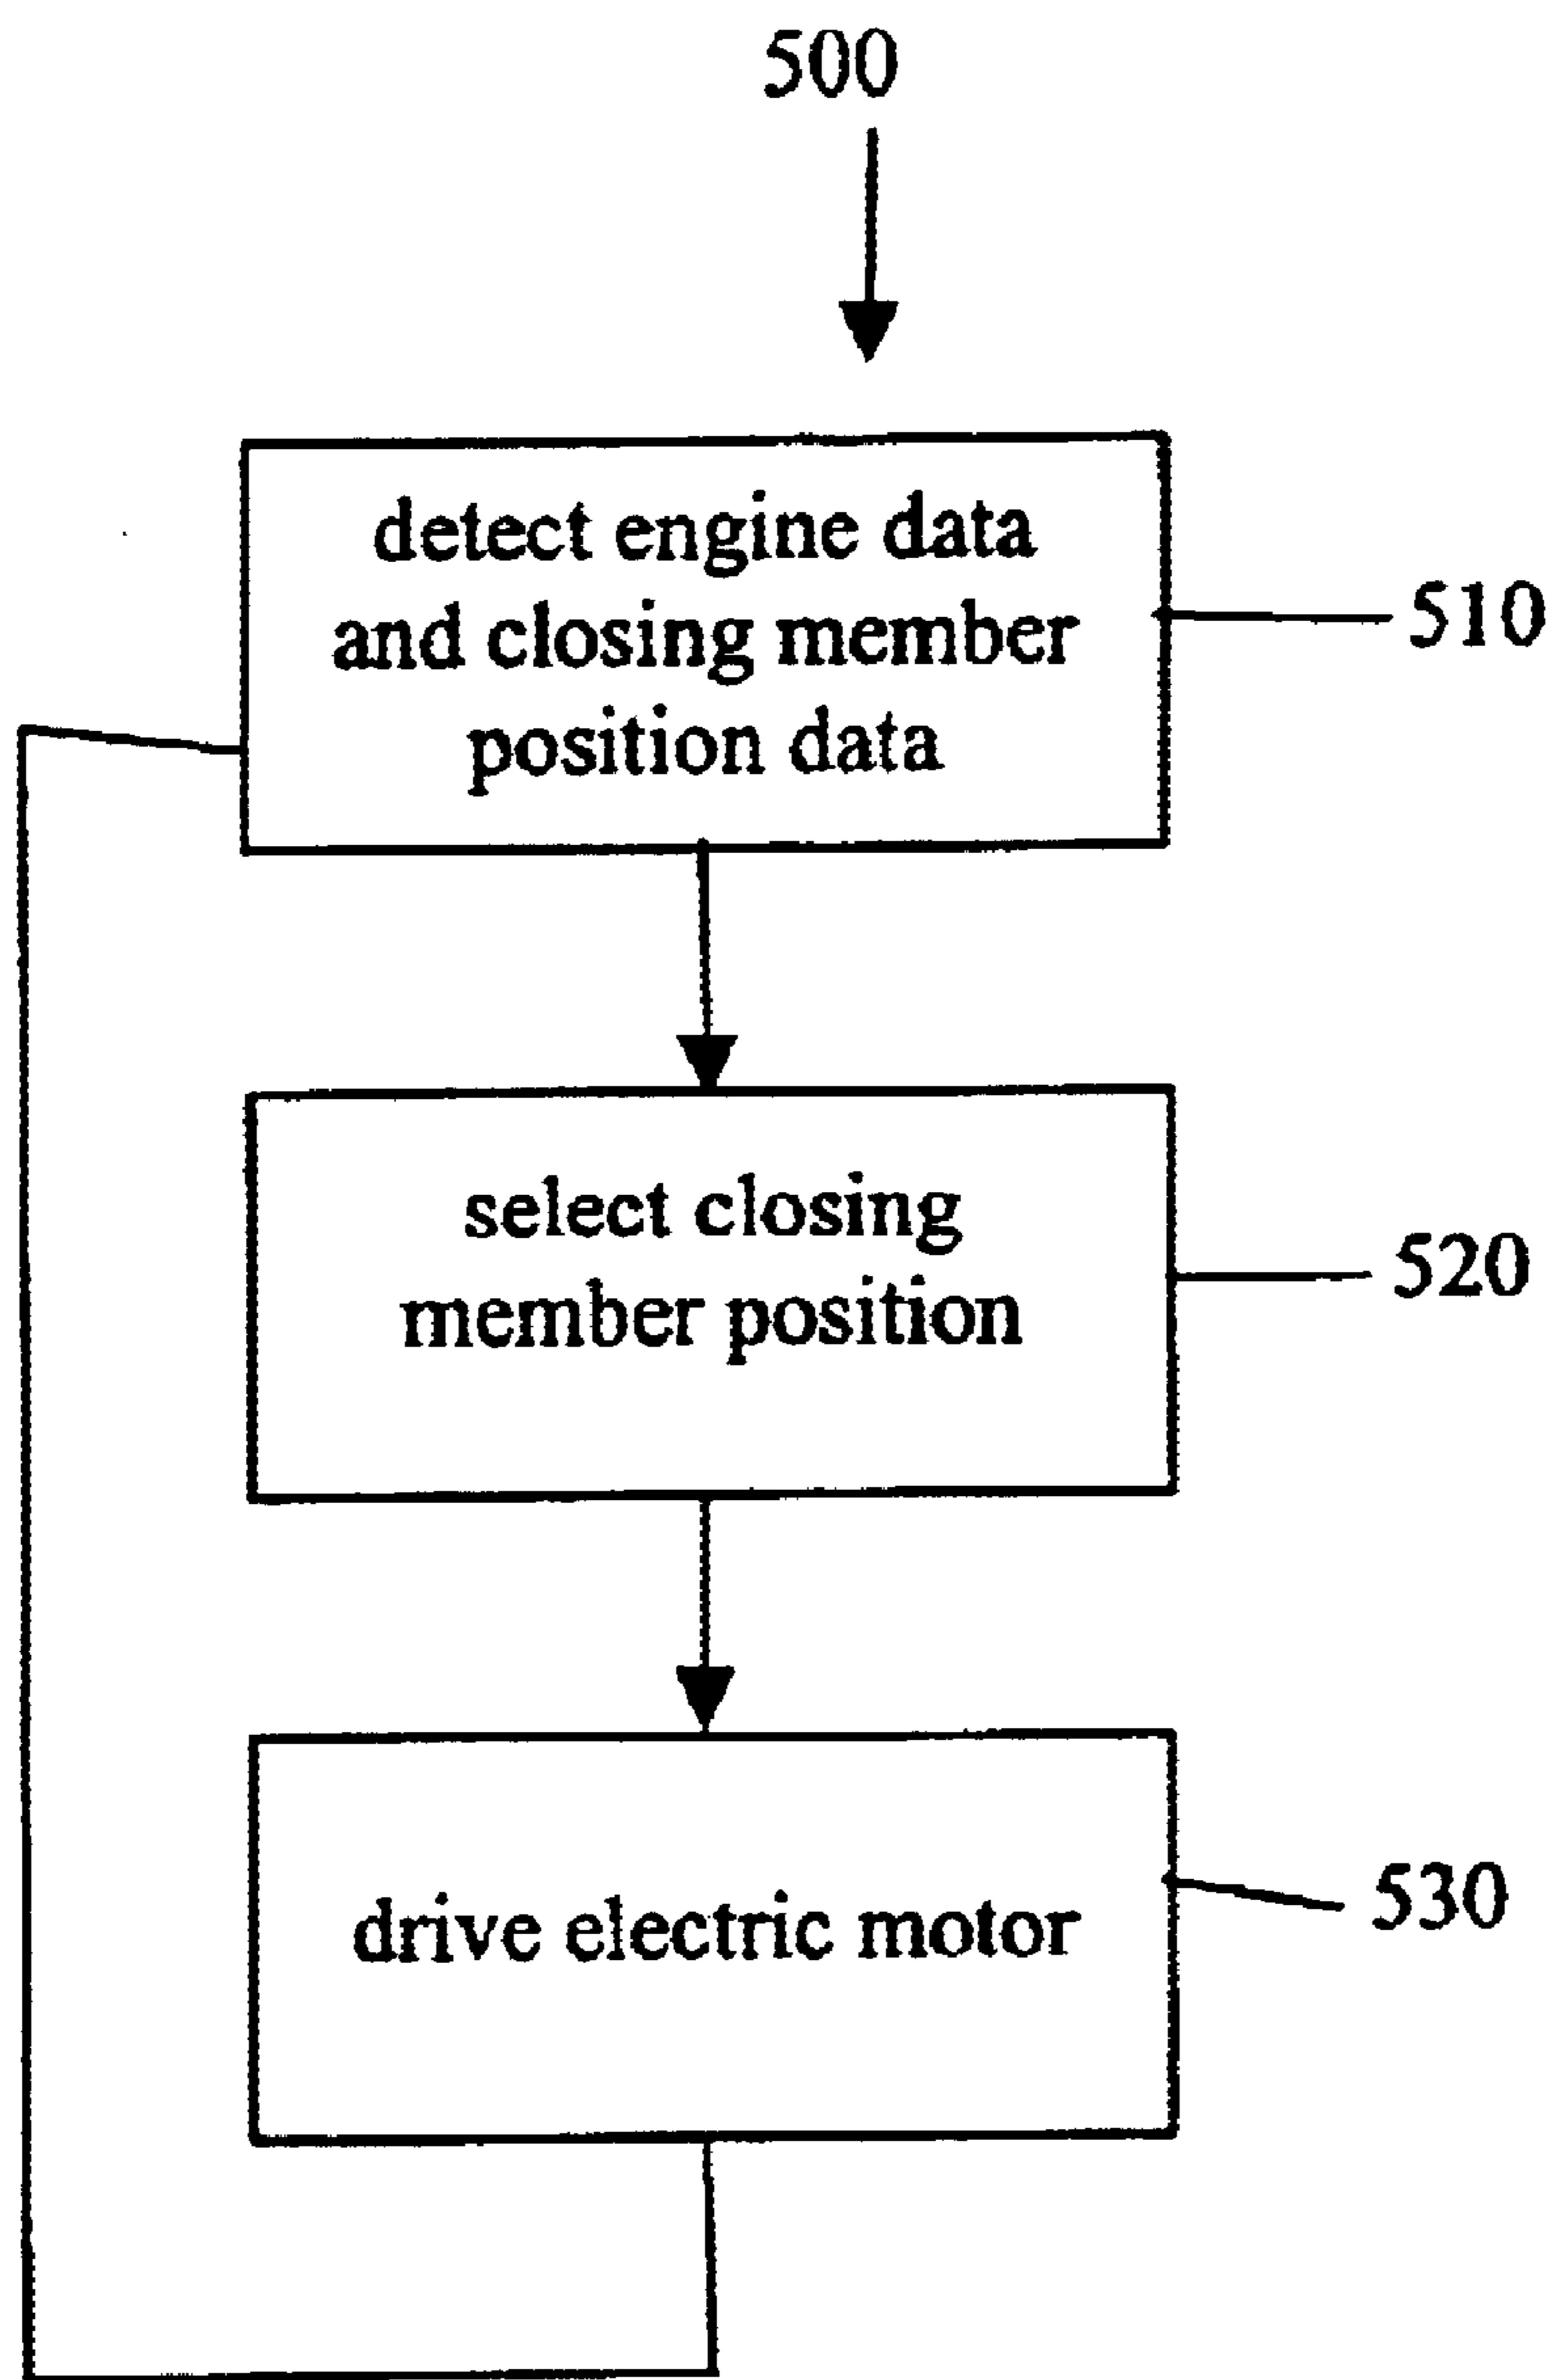 500
detect engine data
and closing member
position data
510
select closing
member position
520
drive electric motor
530